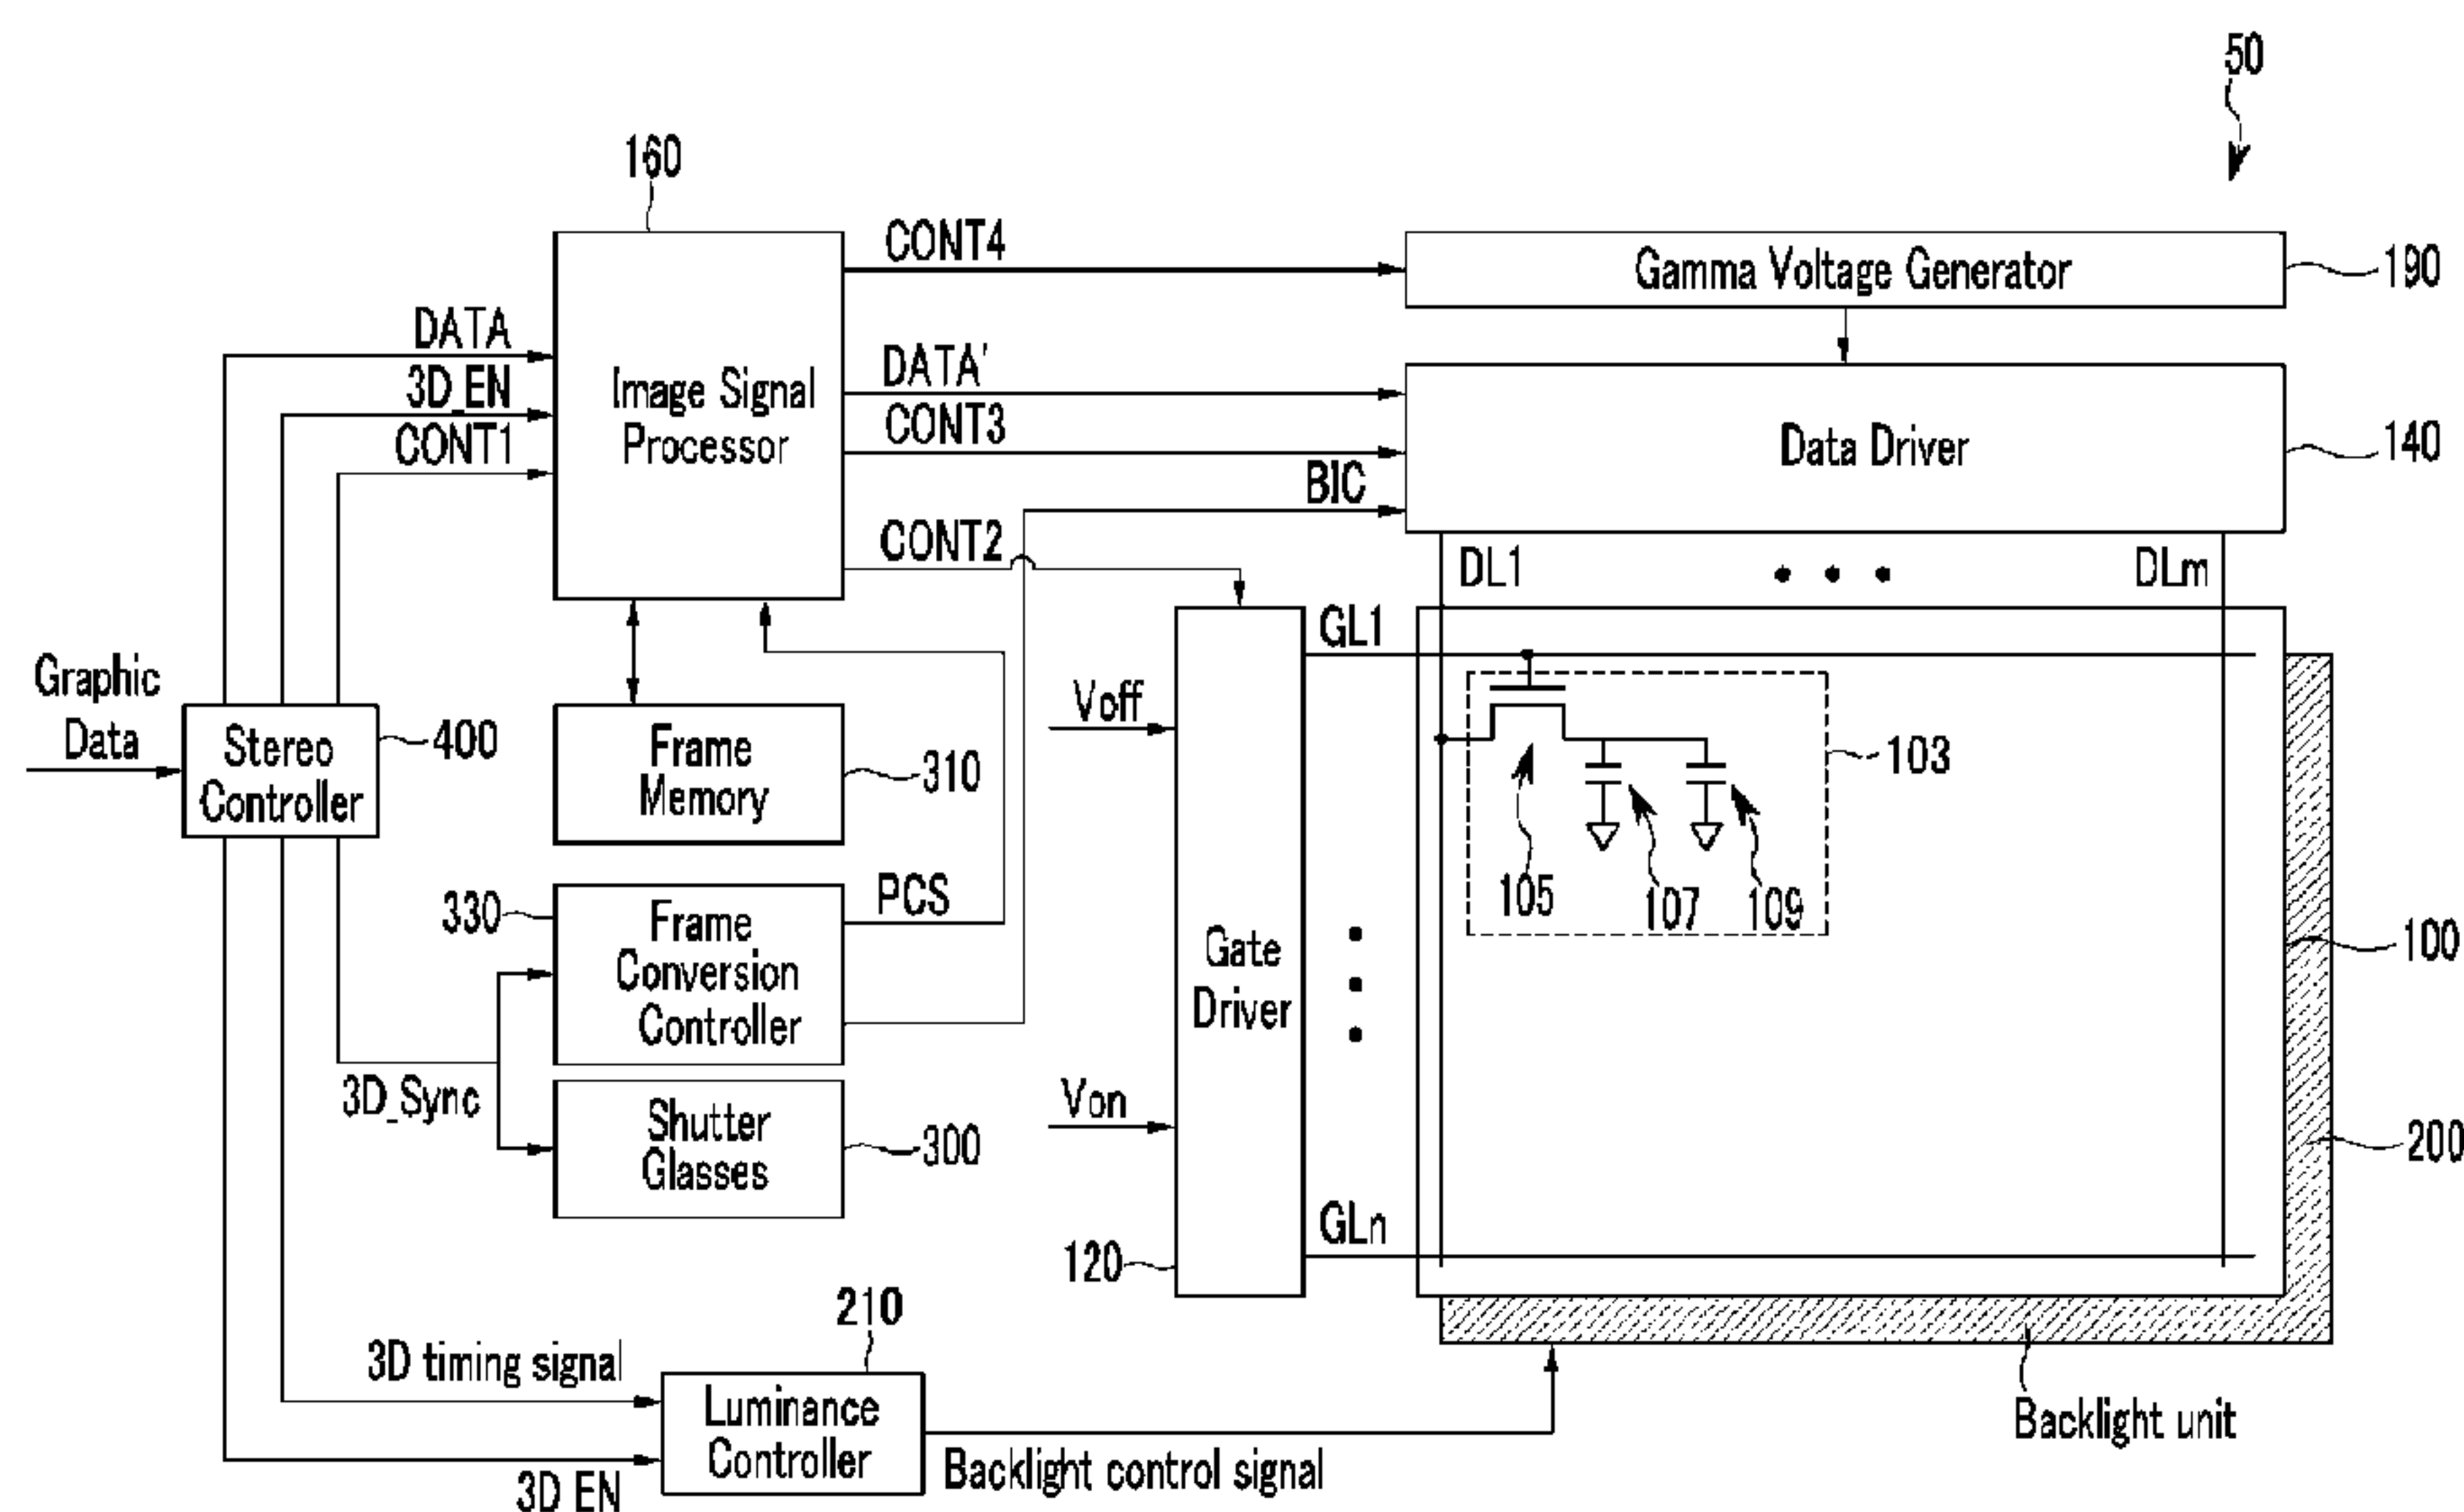 50
160
CONT4
Gamma Voltage Generator
190
DATA
3D_EN
CONT1
Image Signal
Processor
DATA'
CONT3
BIC
CONT2
Data Driver
140
DL1
DLm
GL1
Graphic
Data
Stereo
Controller
400
Frame
Memory
310
Voff
103
105
107
109
330
Frame
Conversion
Controller
PCS
Gate
Driver
100
3D_Sync
Shutter
Glasses
300
Von
200
GLn
120
210
3D timing signal
Luminance
Controller
3D EN
Backlight control signal
Backlight unit